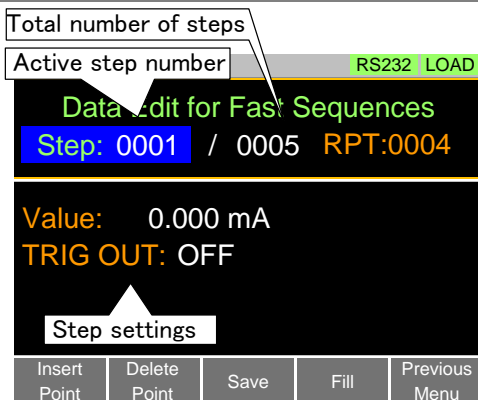 Total number of steps
Active step number
RS232 LOAD
Data Edit for Fast Sequences
Step: 0001 / 0005 RPT:0004
Value: 0.000 mA
TRIG OUT: OFF
Step settings
Insert Point
Delete Point
Save
Fill
Previous Menu